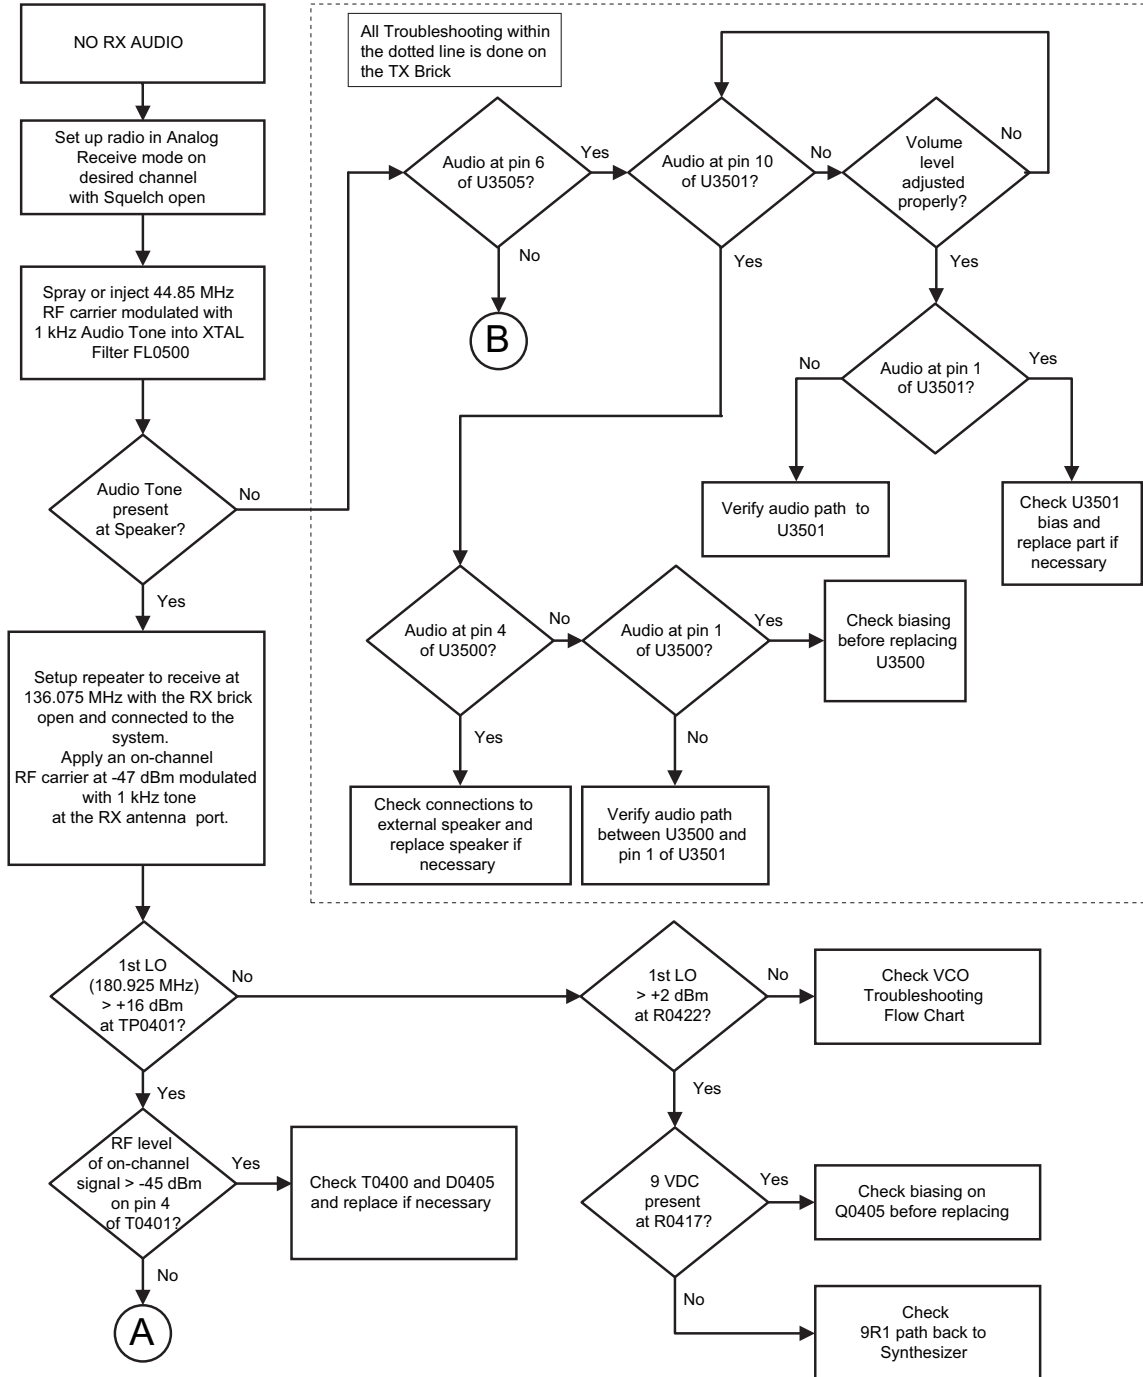 NO RX AUDIO
Set up radio in Analog
Receive mode on
desired channel
with Squelch open
Spray or inject 44.85 MHz
RF carrier modulated with
1 kHz Audio Tone into XTAL
Filter FL0500
Audio Tone
present
at Speaker?
No
Yes
Setup repeater to receive at
136.075 MHz with the RX brick
open and connected to the
system.
Apply an on-channel
RF carrier at -47 dBm modulated
with 1 kHz tone
at the RX antenna port.
All Troubleshooting within
the dotted line is done on
the TX Brick
Audio at pin 6
of U3505?
Yes
No
B
Audio at pin 10
of U3501?
No
Yes
Volume
level
adjusted
properly?
No
Yes
Audio at pin 1
of U3501?
No
Yes
Verify audio path to
U3501
Check U3501
bias and
replace part if
necessary
Audio at pin 4
of U3500?
No
Yes
Audio at pin 1
of U3500?
Yes
No
Check biasing
before replacing
U3500
Check connections to
external speaker and
replace speaker if
necessary
Verify audio path
between U3500 and
pin 1 of U3501
1st LO
(180.925 MHz)
> +16 dBm
at TP0401?
No
Yes
1st LO
> +2 dBm
at R0422?
No
Yes
Check VCO
Troubleshooting
Flow Chart
RF level
of on-channel
signal > -45 dBm
on pin 4
of T0401?
Yes
No
Check T0400 and D0405
and replace if necessary
A
9 VDC
present
at R0417?
Yes
No
Check biasing on
Q0405 before replacing
Check
9R1 path back to
Synthesizer